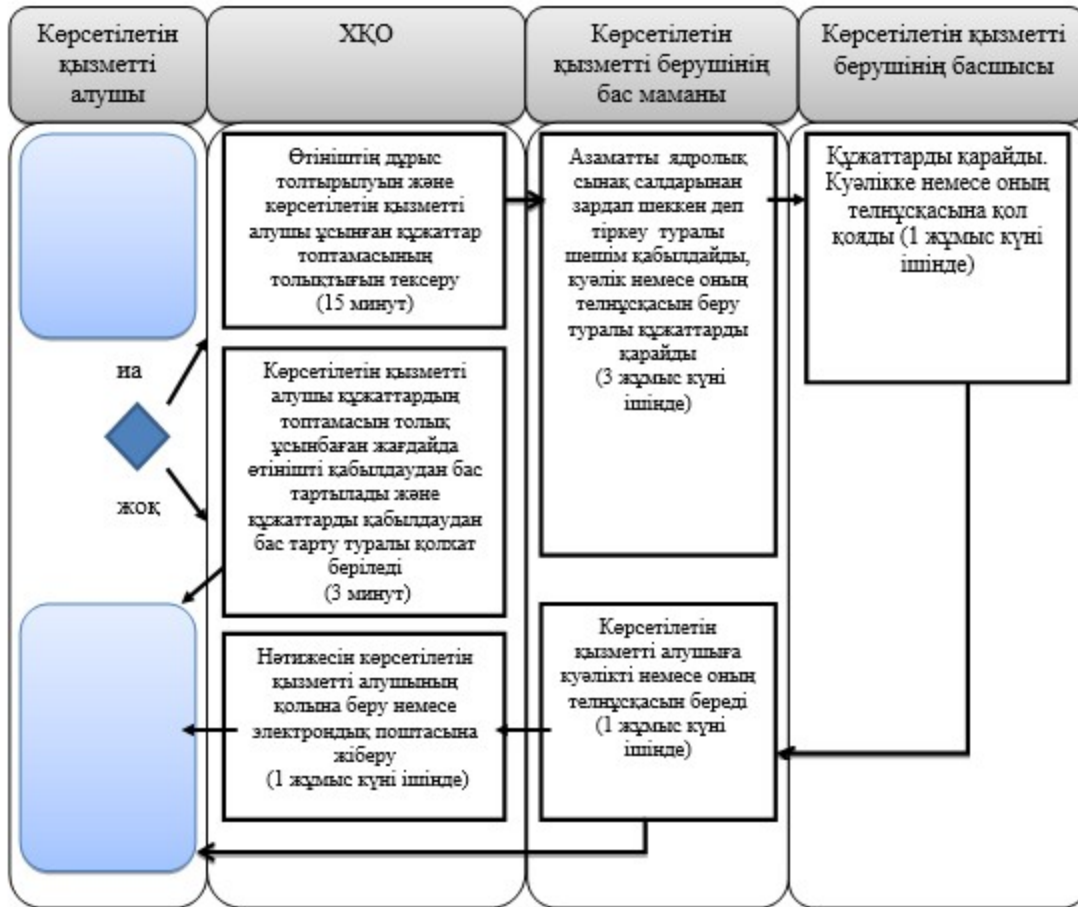 Көрсетілетін
қызметті
алушы
ХҚО
Көрсетілетін
қызметті берушінің
бас маманы
Көрсетілетін қызметті
берушінің басшысы
Өтініштің дұрыс
толтырылуын және
көрсетілетін қызметті
алушы ұсынған құжаттар
топтамасының
толықтығын тексеру
(15 минут)
Азаматты ядролық
сынақ салдарынан
зардап шеккен деп
тіркеу туралы
шешім қабылдайды,
куәлік немесе оның
телнұсқасын беру
туралы құжаттарды
қарайды
(3 жұмыс күні
ішінде)
Құжаттарды қарайды.
Куәлікке немесе оның
телнұсқасына қол
қояды (1 жұмыс күні
ішінде)
иа
жоқ
Көрсетілетін қызметті
алушы құжаттардың
топтамасын толық
ұсынбаған жағдайда
өтінішті қабылдаудан бас
тартылады және
құжаттарды қабылдаудан
бас тарту туралы қолхат
беріледі
(3 минут)
Нәтижесін көрсетілетін
қызметті алушының
қолына беру немесе
электрондық поштасына
жіберу
(1 жұмыс күні ішінде)
Көрсетілетін
қызметті алушыға
куәлікті немесе оның
телнұсқасын береді
(1 жұмыс күні
ішінде)